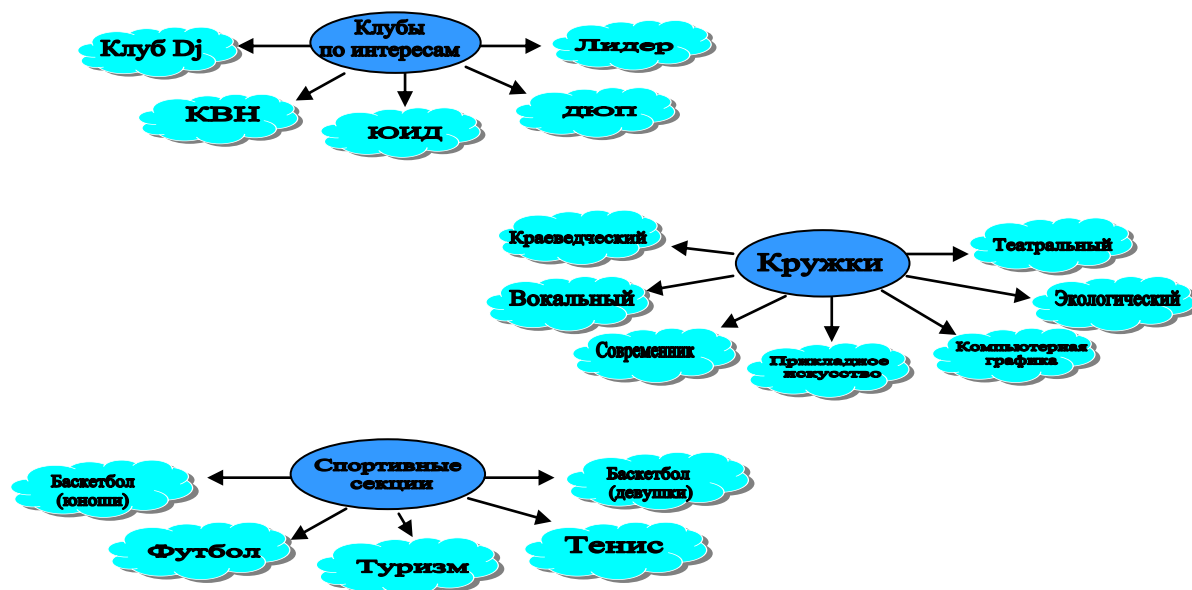 Клубы
по интересам
Клуб Dj
Лидер
КВН
ЮИД
ДЮП
Кружки
Краеведческий
Театральный
Вокальный
Экологический
Современник
Прикладное
искусство
Компьютерная
графика
Спортивные
секции
Баскетбол
(юноши)
Баскетбол
(девушки)
Футбол
Туризм
Тенис